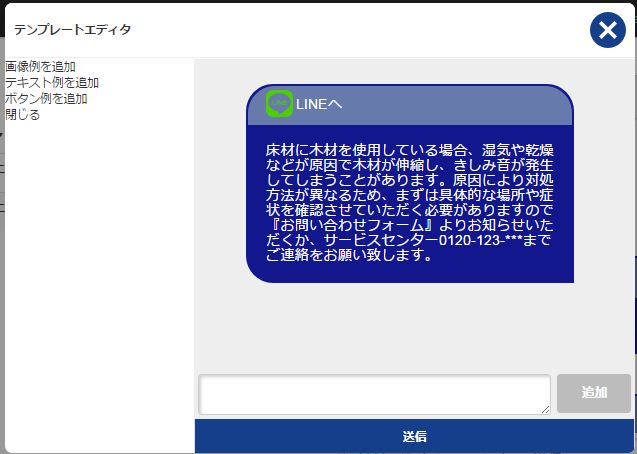 テンプレートエディタ
画像例を追加
テキスト例を追加
ボタン例を追加
閉じる
LINEへ
床材に木材を使用している場合、湿気や乾燥
などが原因で木材が伸縮し、きしみ音が発生
してしまうことがあります。原因により対処
方法が異なるため、まずは具体的な場所や症
状を確認させていただく必要がありますので
『お問い合わせフォーム』よりお知らせいた
だくか、サービスセンター0120-123-***まで
ご連絡をお願い致します。
追加
送信